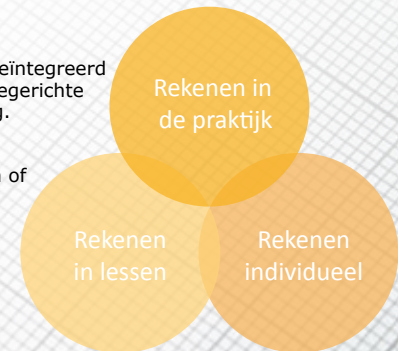 eïntegreerd
egerichte
g.
of
Rekenen in
de praktijk
Rekenen
in lessen
Rekenen
individueel